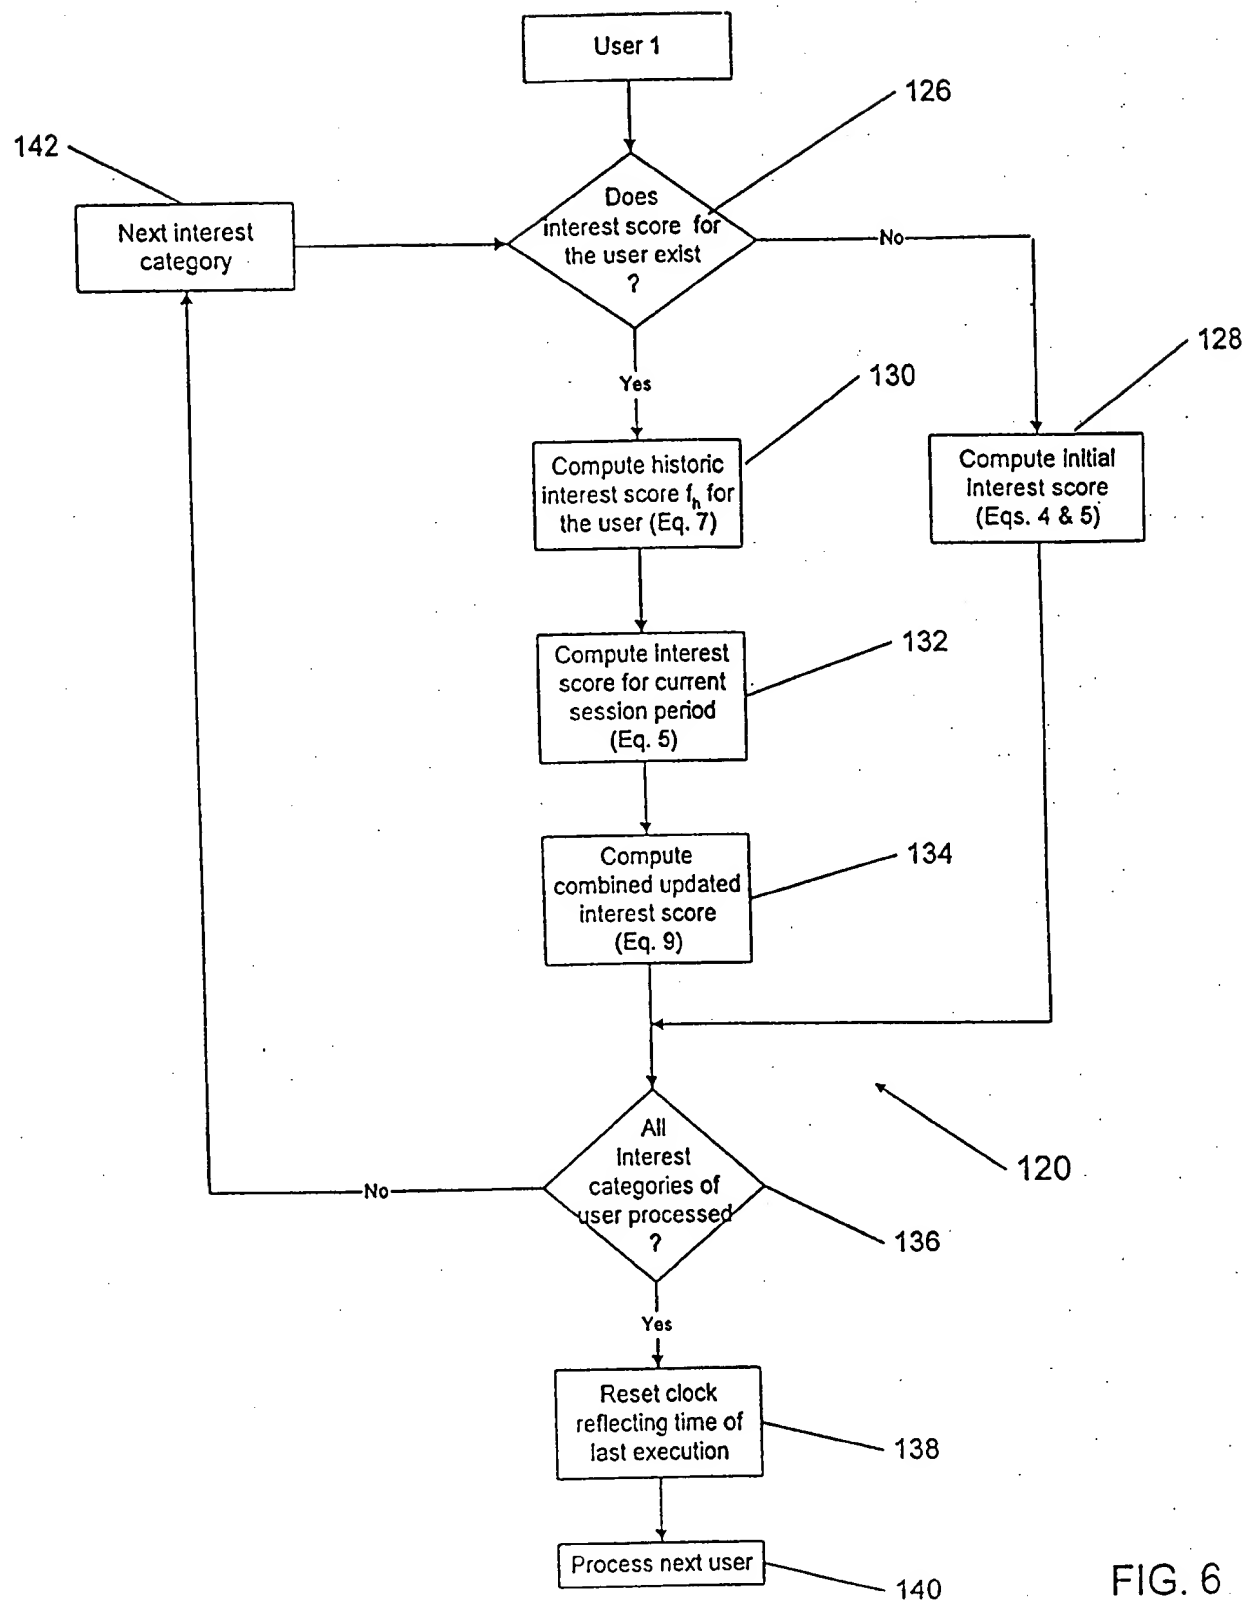 User 1
126
142
Does
interest score for
the user exist
?
Next interest
category
No
128
Yes
130
Compute historic
interest score fh for
the user (Eq. 7)
Compute initial
interest score
(Eqs. 4 & 5)
132
Compute interest
score for current
session period
(Eq. 5)
134
Compute
combined updated
interest score
(Eq. 9)
All
interest
categories of
user processed
?
120
No
136
Yes
Reset clock
reflecting time of
last execution
138
Process next user
140
FIG. 6